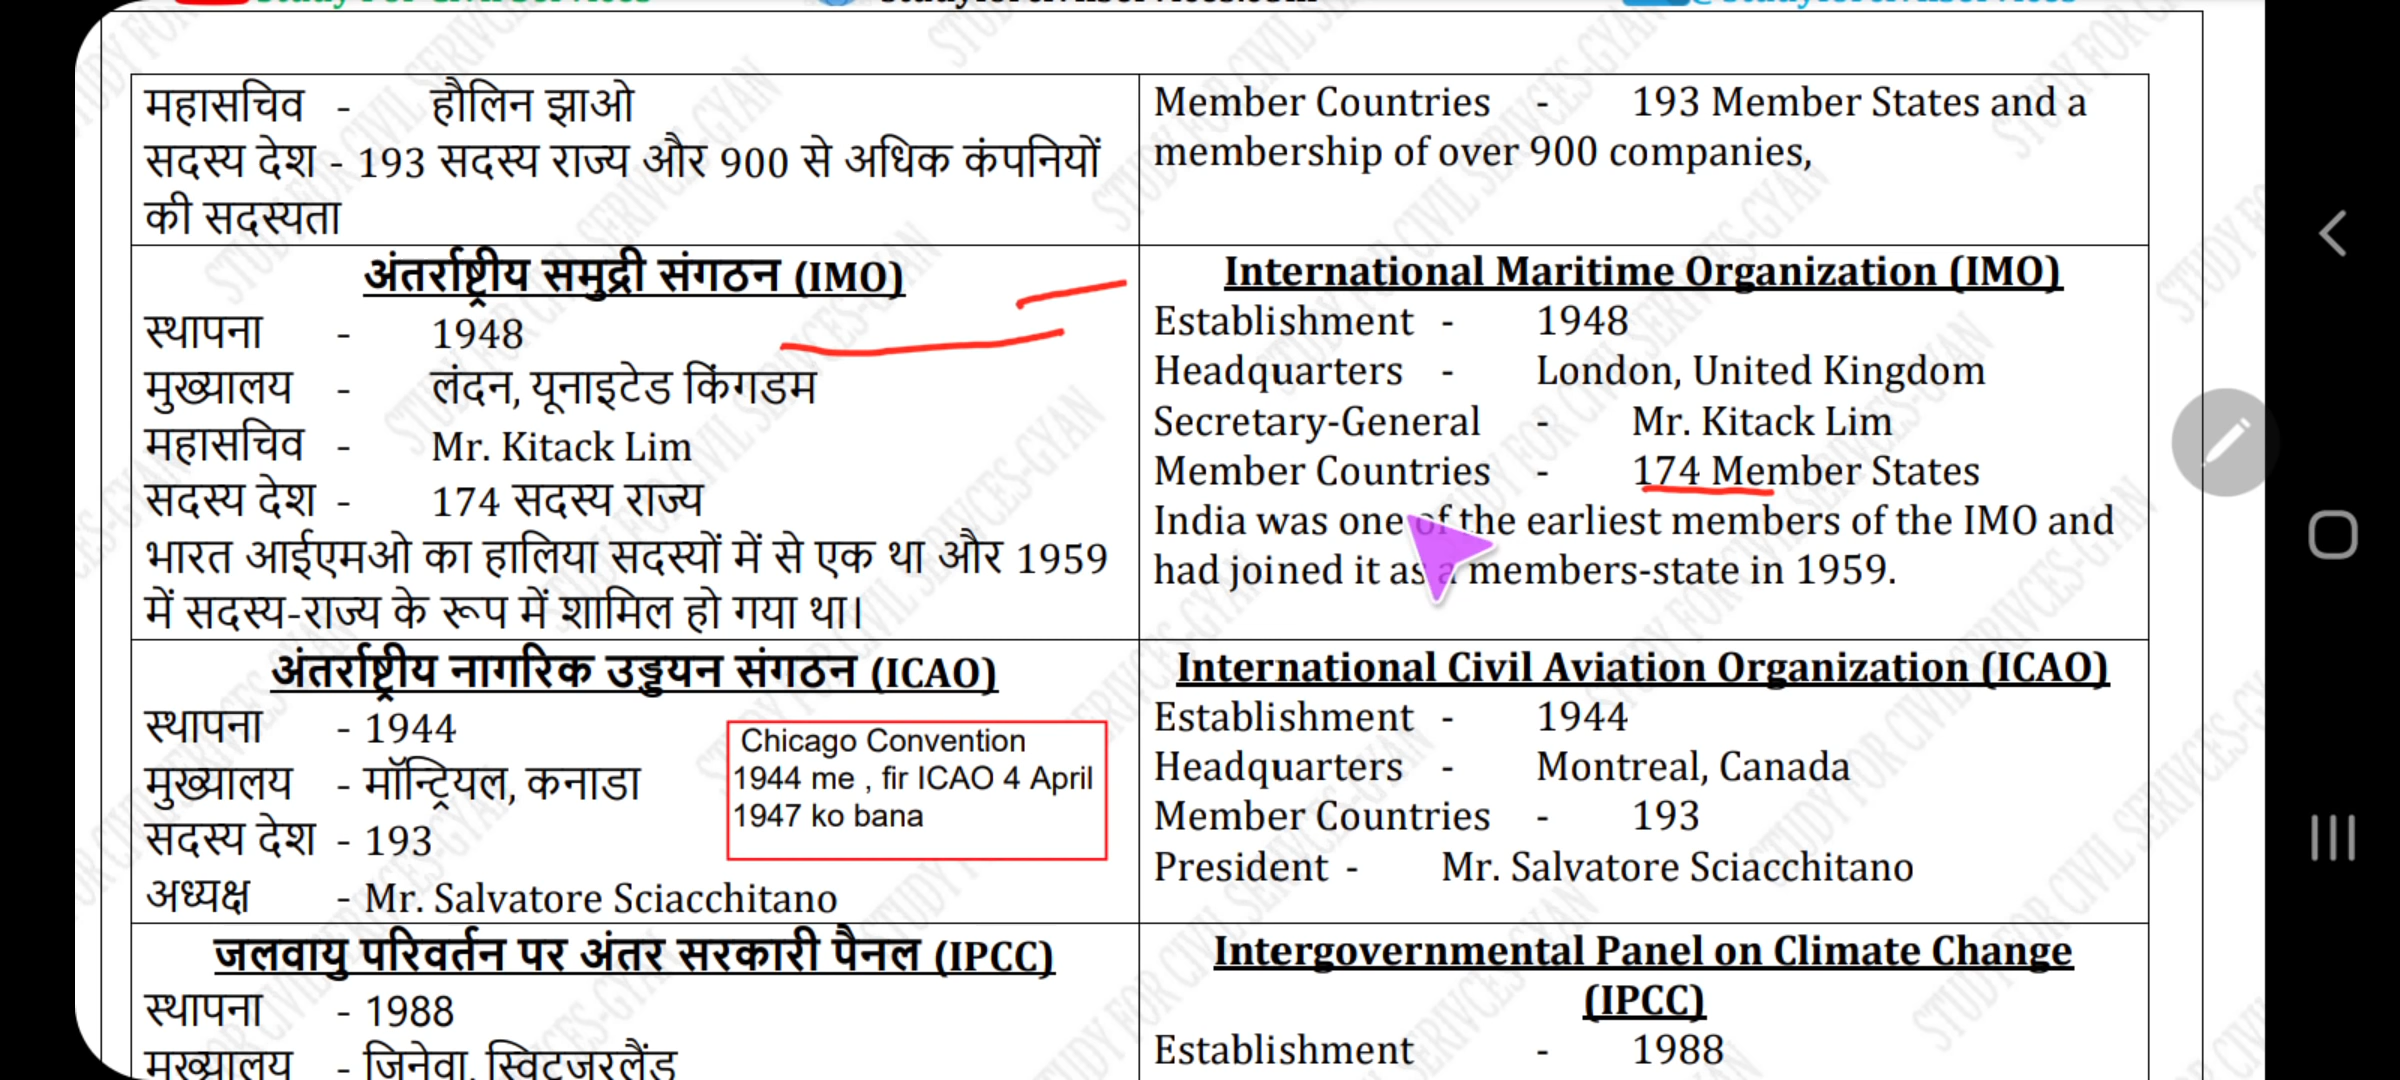 महासचिव - हौलिन झाओ
सदस्य देश - 193 सदस्य राज्य और 900 से अधिक कंपनियों
की सदस्यता
Member Countries - 193 Member States and a
membership of over 900 companies,
अंतर्राष्ट्रीय समुद्री संगठन (IMO)
स्थापना - 1948
मुख्यालय - लंदन, यूनाइटेड किंगडम
महासचिव - Mr. Kitack Lim
सदस्य देश - 174 सदस्य राज्य
भारत आईएमओ का हालिया सदस्यों में से एक था और 1959
में सदस्य-राज्य के रूप में शामिल हो गया था।
International Maritime Organization (IMO)
Establishment - 1948
Headquarters - London, United Kingdom
Secretary-General - Mr. Kitack Lim
Member Countries - 174 Member States
India was one of the earliest members of the IMO and
had joined it as a members-state in 1959.
अंतर्राष्ट्रीय नागरिक उड्डयन संगठन (ICAO)
स्थापना - 1944
मुख्यालय - मॉन्ट्रियल, कनाडा
सदस्य देश - 193
अध्यक्ष - Mr. Salvatore Sciacchitano
Chicago Convention
1944 me , fir ICAO 4 April
1947 ko bana
International Civil Aviation Organization (ICAO)
Establishment - 1944
Headquarters - Montreal, Canada
Member Countries - 193
President - Mr. Salvatore Sciacchitano
जलवायु परिवर्तन पर अंतर सरकारी पैनल (IPCC)
स्थापना - 1988
मुख्यालय - जिनेवा, स्विटजरलैंड
Intergovernmental Panel on Climate Change
(IPCC)
Establishment - 1988